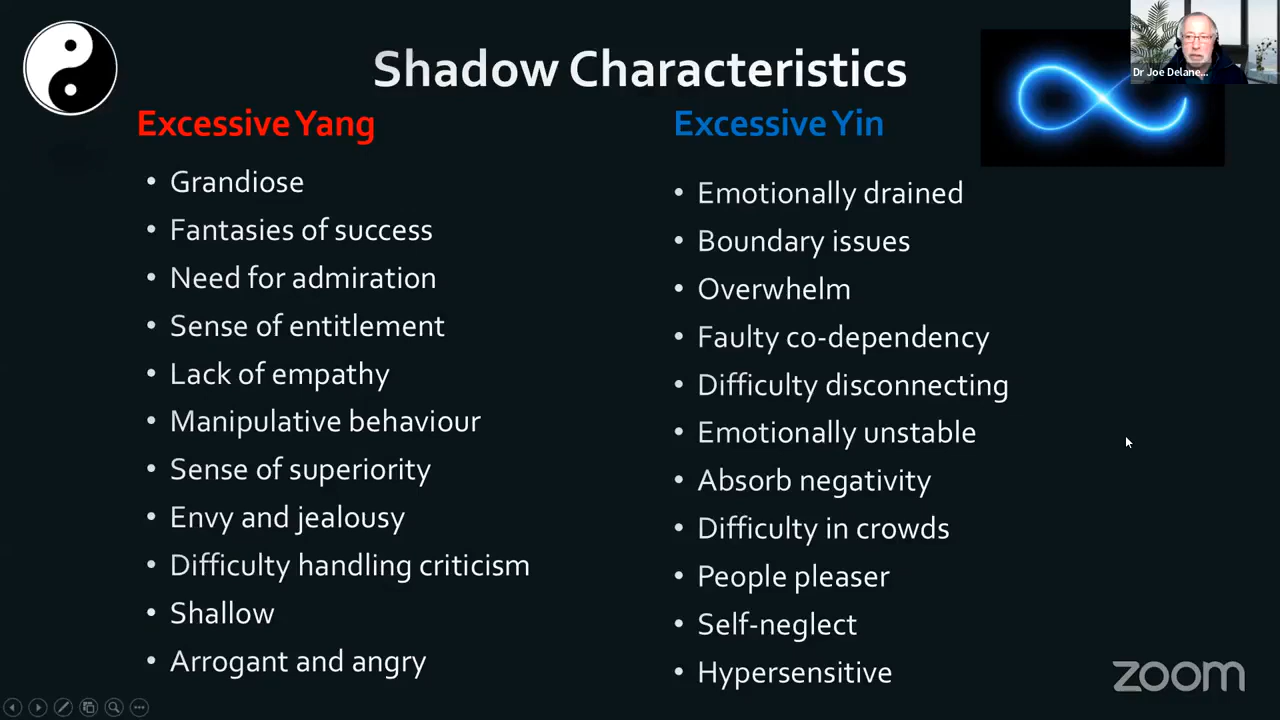 Shadow Characteristics
Dr Joe Delane...
Excessive Yang
Grandiose
Fantasies of success
Need for admiration
Sense of entitlement
Lack of empathy
Manipulative behaviour
Sense of superiority
Envy and jealousy
Difficulty handling criticism
Shallow
Arrogant and angry
Excessive Yin
Emotionally drained
Boundary issues
Overwhelm
Faulty co-dependency
Difficulty disconnecting
Emotionally unstable
Absorb negativity
Difficulty in crowds
People pleaser
Self-neglect
Hypersensitive
zoom